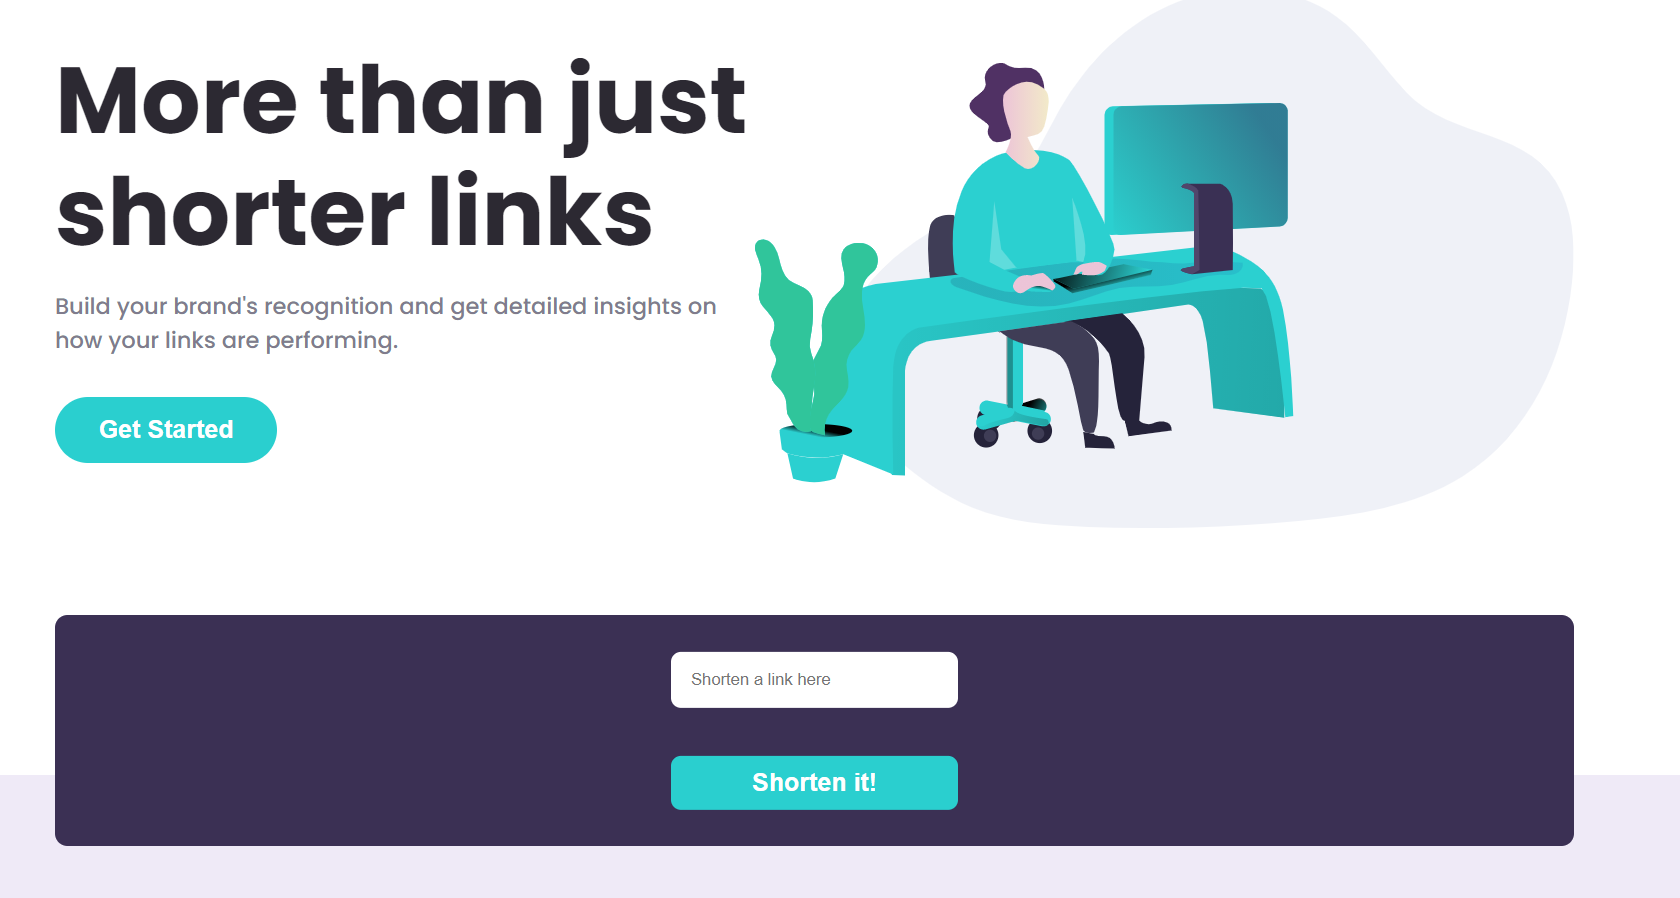 More than just
shorter links
Build your brand's recognition and get detailed insights on
how your links are performing.
Get Started
Shorten a link here
Shorten it!